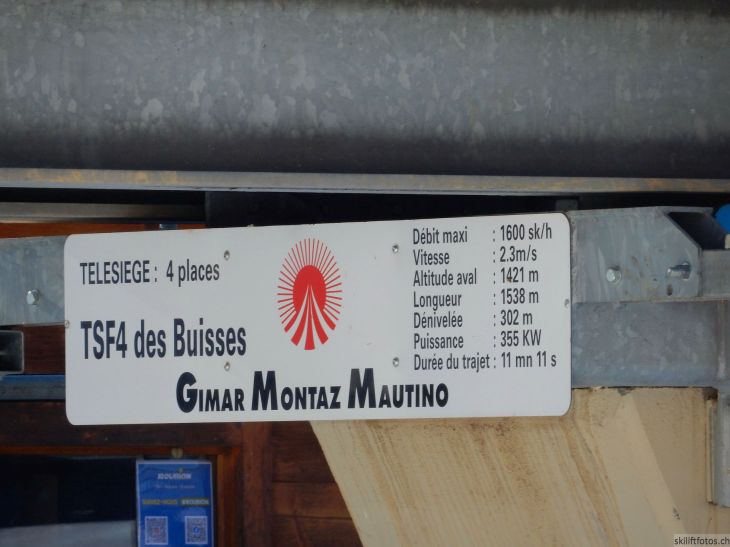 TELESIEGE : 4 places
TSF4 des Buisses
GIMAR MONTAZ MAUTINO
Débit maxi : 1600 sk/h
Vitesse : 2.3m/s
Altitude aval : 1421 m
Longueur : 1538 m
Dénivelée : 302 m
Puissance : 355 KW
Durée du trajet : 11 mn 11 s
skiliftfotos.ch